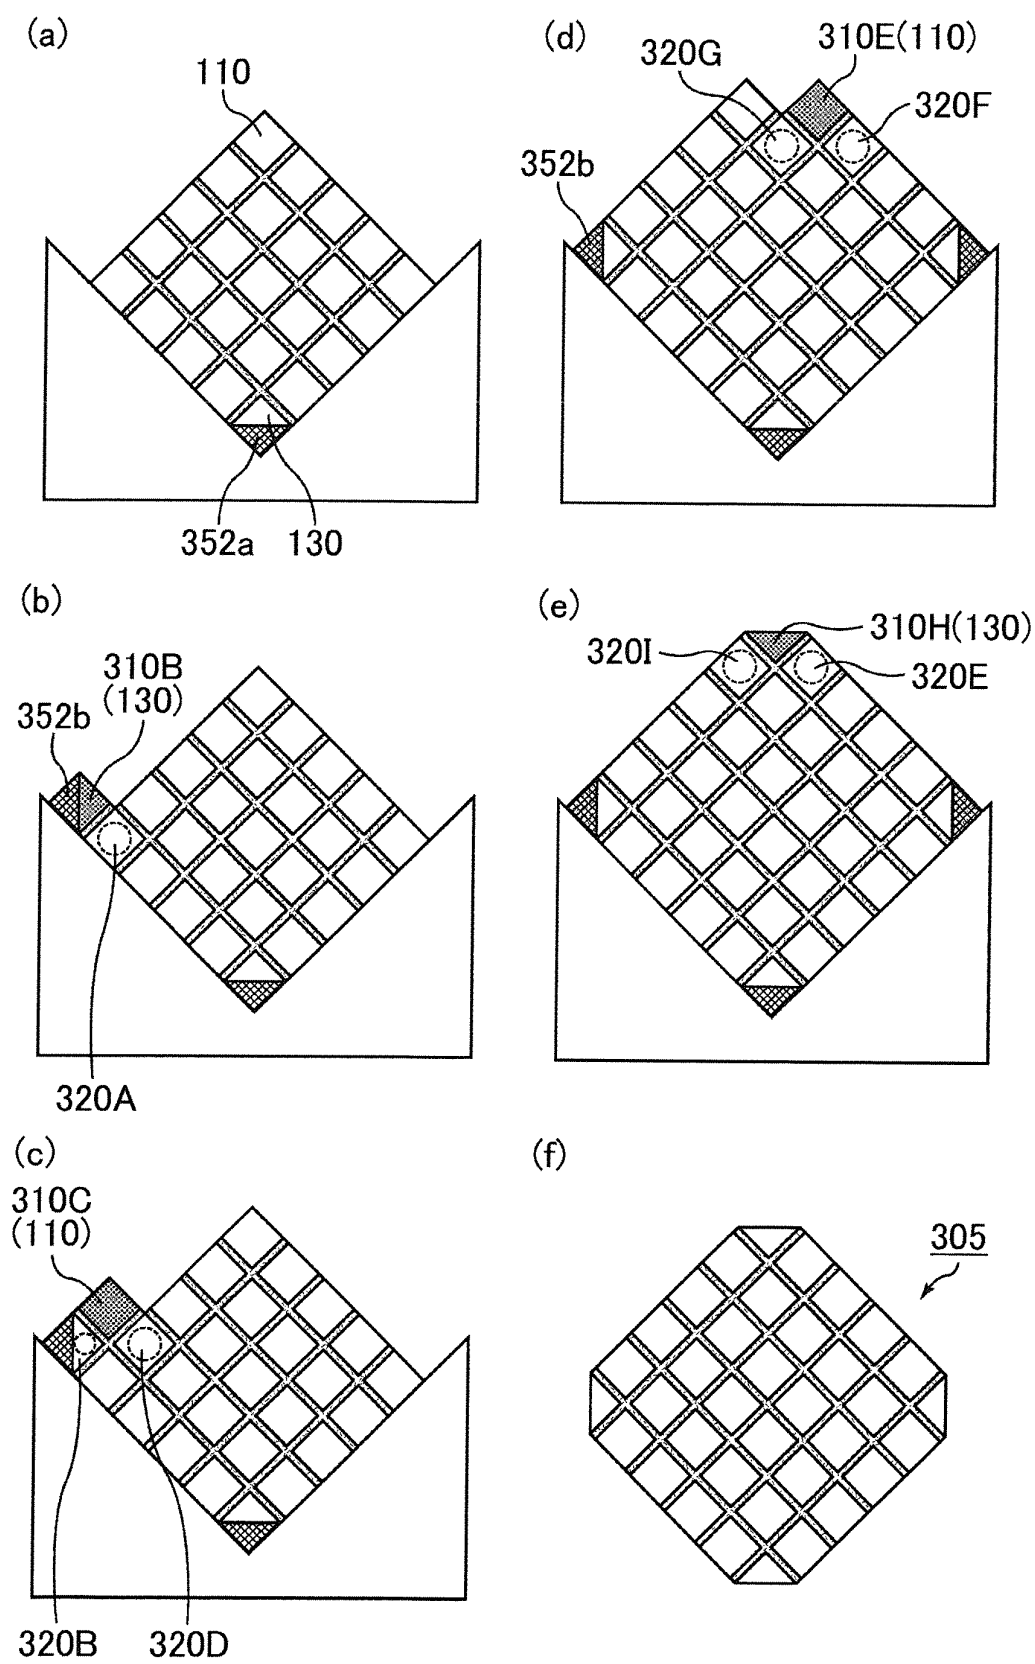 (a)
110
352a
130
(b)
310B
(130)
352b
320A
(c)
310C
(110)
320B
320D
(d)
310E(110)
320G
320F
352b
(e)
310H(130)
320I
320E
(f)
305